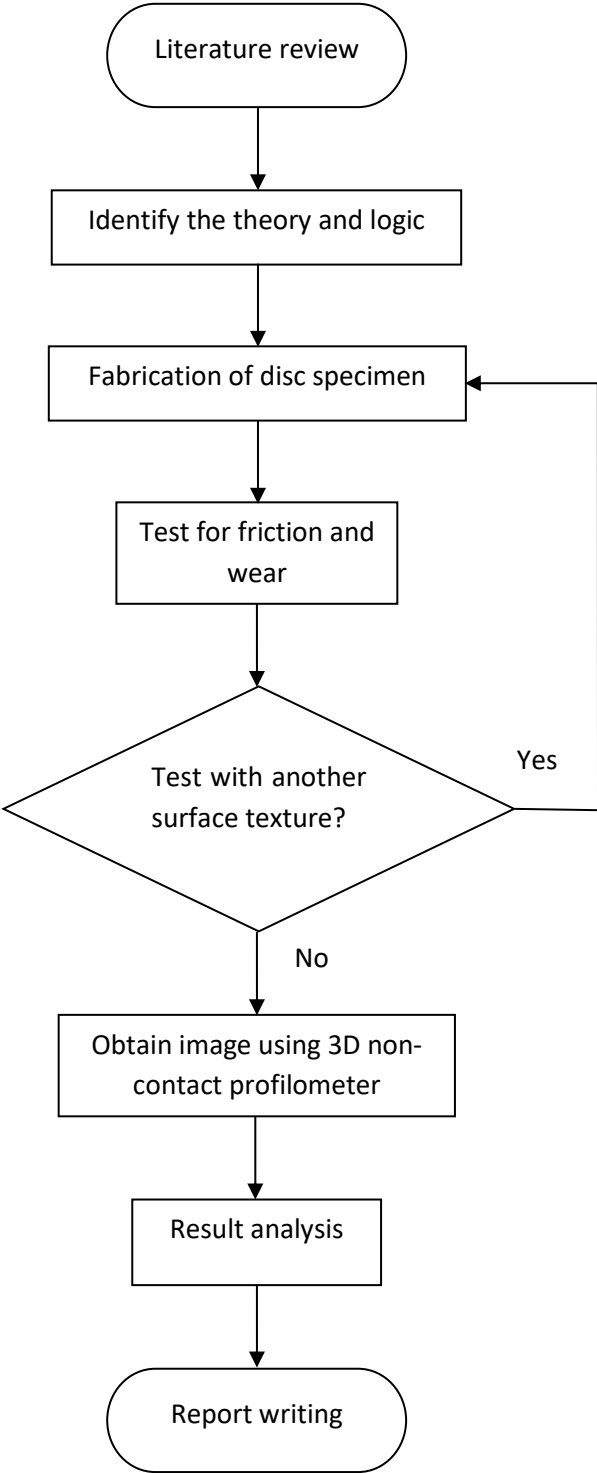 Literature review
Identify the theory and logic
Fabrication of disc specimen
Test for friction and
wear
Test with another
surface texture?
Yes
No
Obtain image using 3D non-
contact profilometer
Result analysis
Report writing